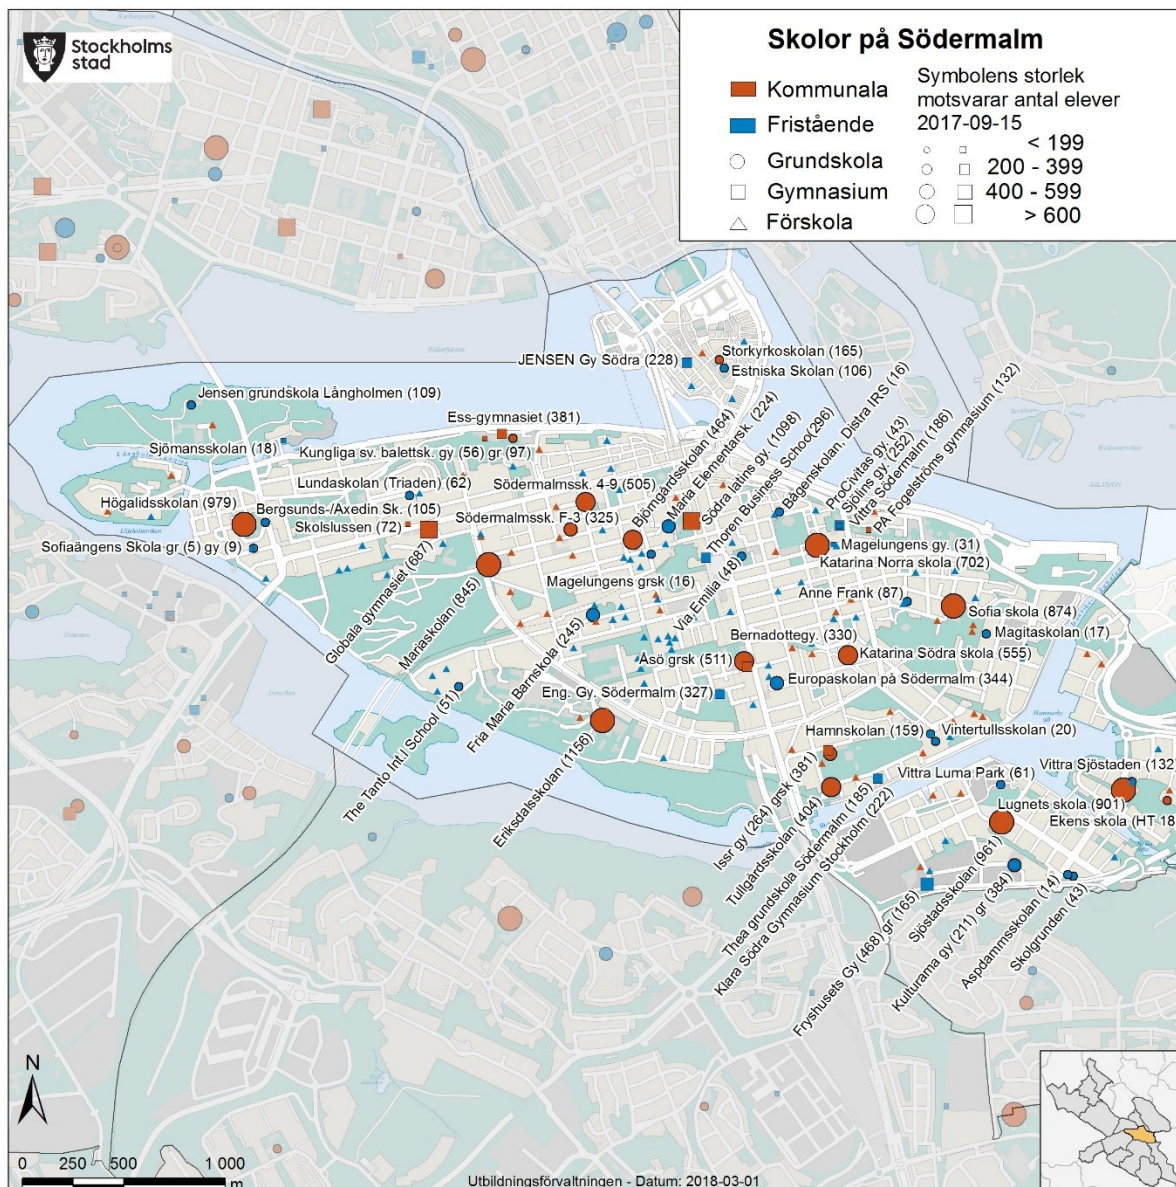 Stockholms
stad
Skolor på Södermalm
Kommunala
Fristående
Grundskola
Gymnasium
Förskola
Symbolens storlek
motsvarar antal elever
2017-09-15
< 199
200 - 399
400 - 599
> 600
JENSEN Gy Södra (228)
Storkyrkoskolan (165)
Estniska Skolan (106)
Jensen grundskola Långholmen (109)
Ess-gymnasiet (381)
Sjömansskolan (18)
Kungliga sv. balettsk. gy (56) gr (97)
Lundaskolan (Triaden) (62)
Södermalmssk. 4-9 (505)
Högalidsskolan (979)
Bergsunds-/Axedin Sk. (105)
Skolslussen (72)
Södermalmssk. F-3 (325)
Sofiaängens Skola gr (5) gy (9)
Björngårdsskolan (464)
Maria Elementarsk. (224)
Södra latins gy. (1098)
Thoren Business School(296)
Bågenskolan, Distra IRS (16)
ProCivitas gy (43)
Sjölins gy. (252)
Vittra Södermalm (186)
PA Fogelströms gymnasium (132)
Magelungens gy. (31)
Katarina Norra skola (702)
Magelungens grsk (16)
Via Emilia (48)
Anne Frank (87)
Sofia skola (874)
Magitaskolan (17)
Globala gymnasiet (687)
Mariaskolan (845)
Fria Maria Barnskola (245)
Bernadottegy. (330)
Åsö grsk (511)
Katarina Södra skola (555)
Europaskolan på Södermalm (344)
Eng. Gy. Södermalm (327)
The Tanto Int.l School (51)
Eriksdalsskolan (1156)
Hamnskolan (159)
Vintertullsskolan (20)
Vittra Sjöstaden (132)
Vittra Luma Park (61)
Lugnets skola (901)
Ekens skola (HT 18
Issr gy (264) grsk (381)
Tullgårdsskolan (404)
Thea grundskola Södermalm (185)
Klara Södra Gymnasium Stockholm (222)
Fryshusets Gy (468) gr (165)
Sjöstadsskolan (961)
Kulturama gy (211) gr (384)
Aspdammsskolan (14)
Skolgrunden (43)
N
0 250 500 1 000
m
Utbildningsförvaltningen - Datum: 2018-03-01